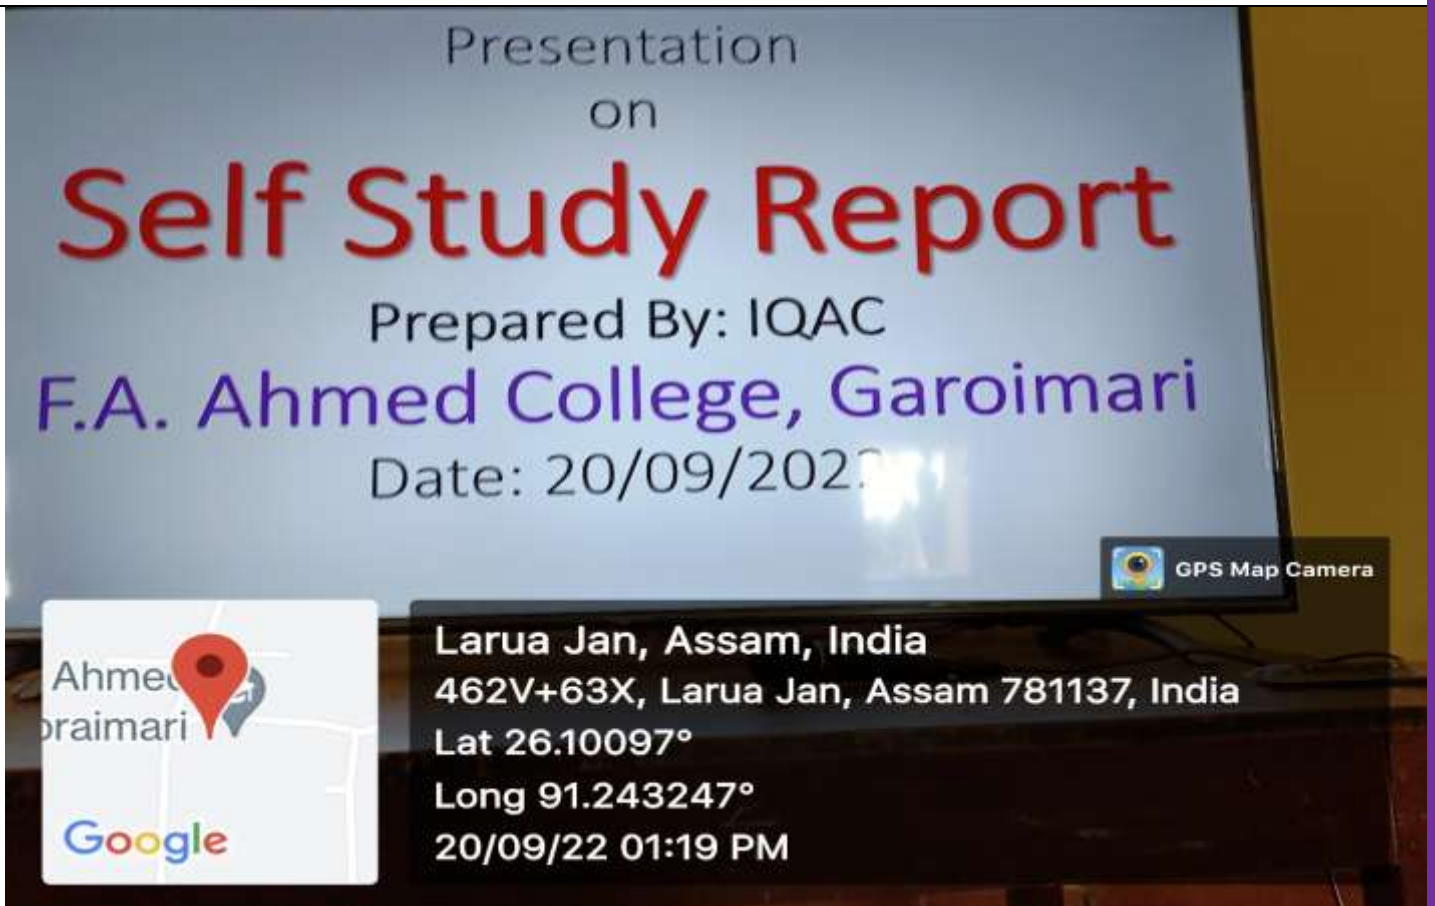 Presentation
on
Self Study Report
Prepared By: IQAC
F.A. Ahmed College, Garoimari
Date: 20/09/202
GPS Map Camera
Ahmed
oraimari
Google
Larua Jan, Assam, India
462V+63X, Larua Jan, Assam 781137, India
Lat 26.10097°
Long 91.243247°
20/09/22 01:19 PM